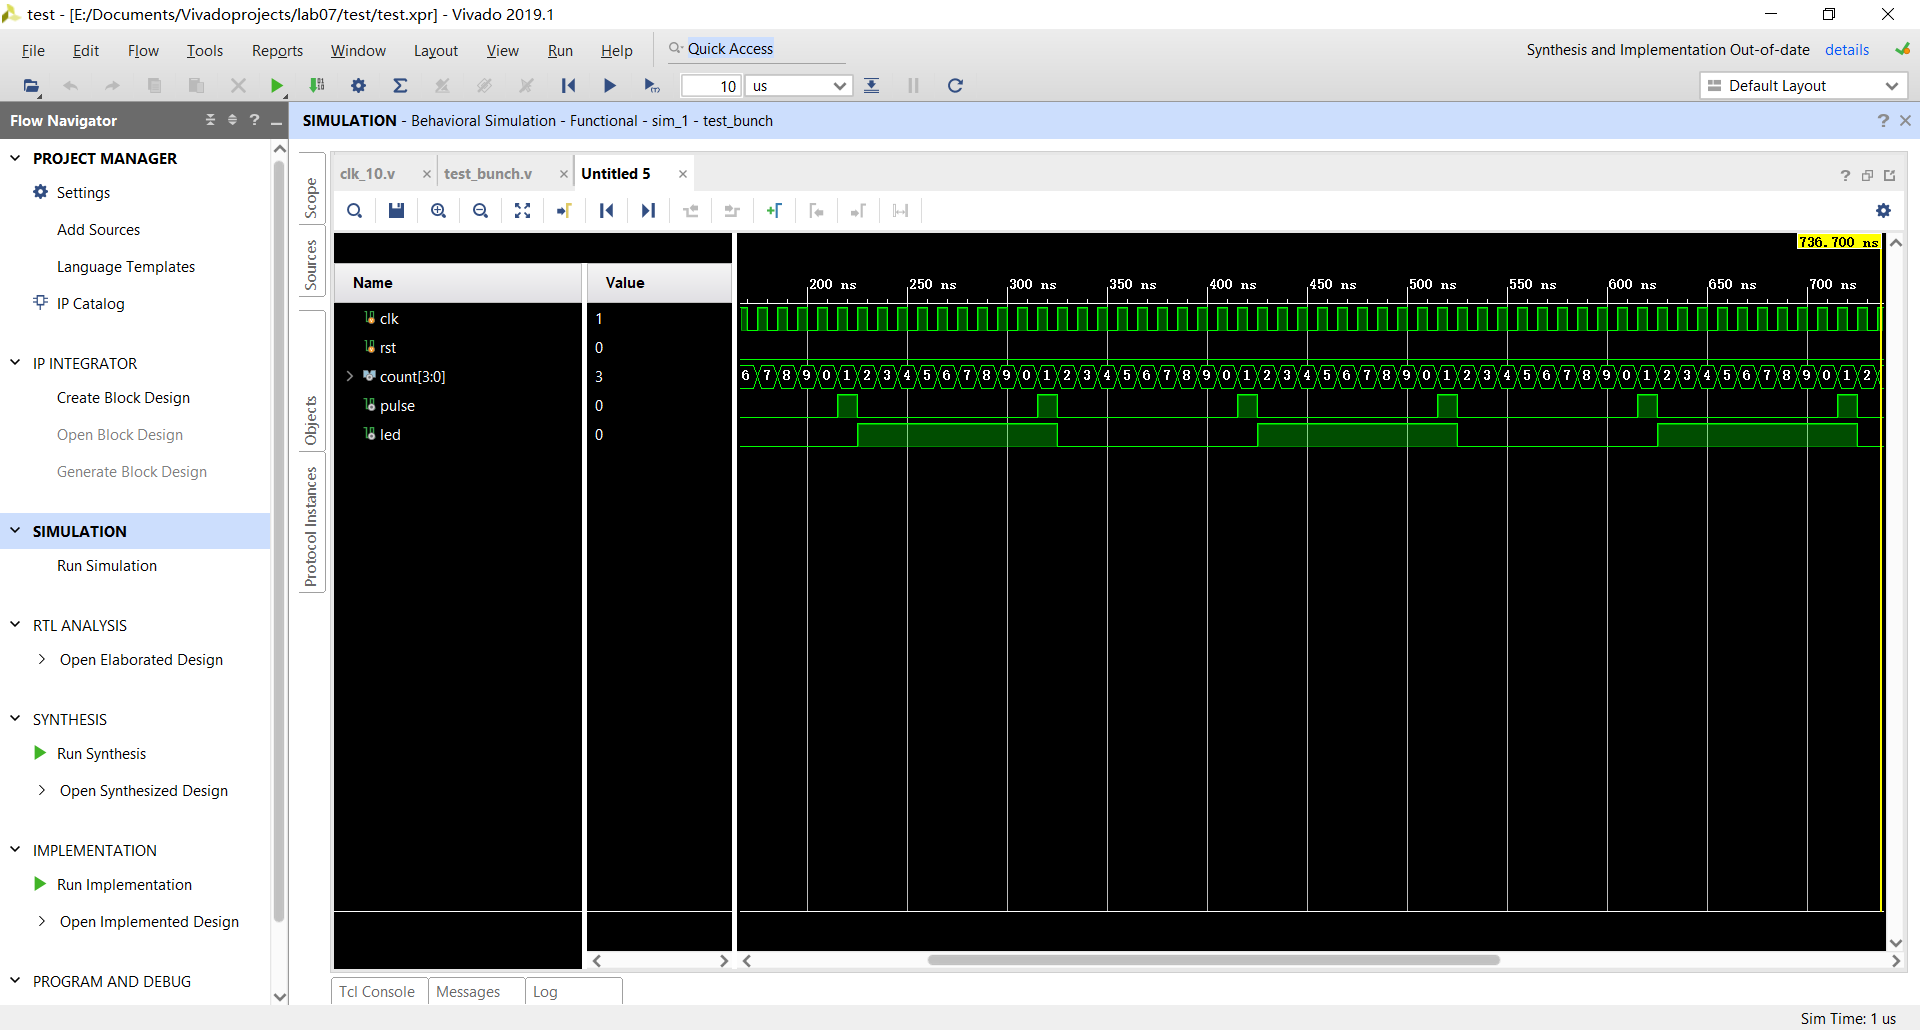 test - [E:/Documents/Vivadoprojects/lab07/test/test.xpr] - Vivado 2019.1
File Edit Flow Tools Reports Window Layout View Run Help Quick Access
Synthesis and Implementation Out-of-date details
10 us
Default Layout
Flow Navigator
SIMULATION - Behavioral Simulation - Functional - sim_1 - test_bunch
PROJECT MANAGER
Settings
Add Sources
Language Templates
IP Catalog
IP INTEGRATOR
Create Block Design
Open Block Design
Generate Block Design
SIMULATION
Run Simulation
RTL ANALYSIS
Open Elaborated Design
SYNTHESIS
Run Synthesis
Open Synthesized Design
IMPLEMENTATION
Run Implementation
Open Implemented Design
PROGRAM AND DEBUG
Scope
Sources
Objects
Protocol Instances
clk_10.v test_bunch.v Untitled 5
736.700 ns
Name Value
200 ns 250 ns 300 ns 350 ns 400 ns 450 ns 500 ns 550 ns 600 ns 650 ns 700 ns
clk 1
rst 0
count[3:0] 3
6 7 8 9 0 1 2 3 4 5 6 7 8 9 0 1 2 3 4 5 6 7 8 9 0 1 2 3 4 5 6 7 8 9 0 1 2 3 4 5 6 7 8 9 0 1 2 3 4 5 6 7 8 9 0 1 2
pulse 0
led 0
Tcl Console Messages Log
Sim Time: 1 us